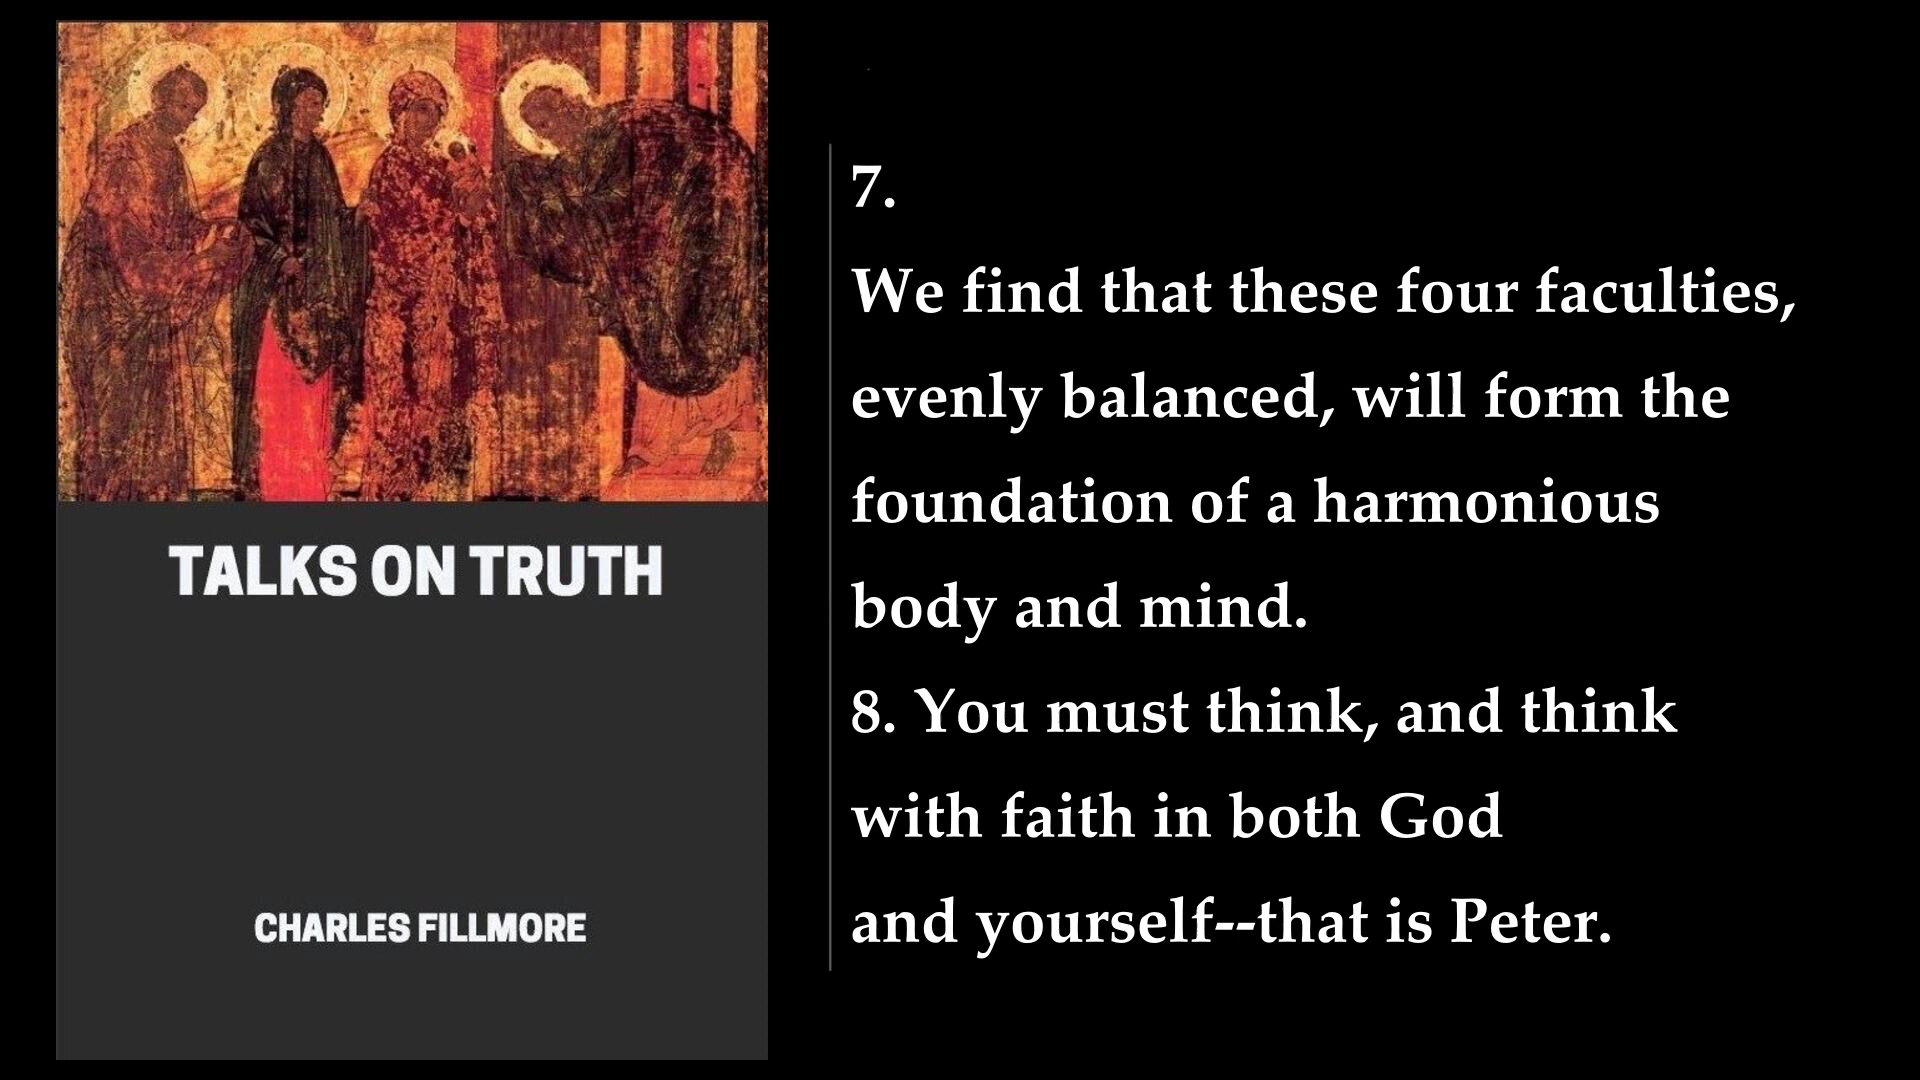 TALKS ON TRUTH
CHARLES FILLMORE
7.
We find that these four faculties,
evenly balanced, will form the
foundation of a harmonious
body and mind.
8. You must think, and think
with faith in both God
and yourself--that is Peter.